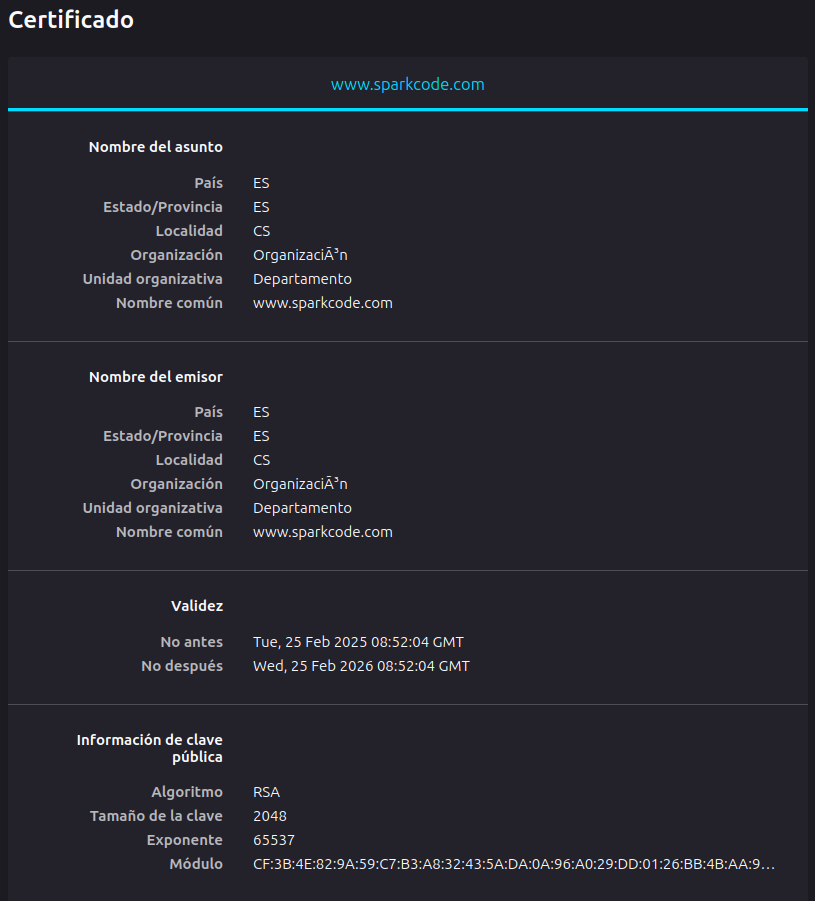 Certificado
www.sparkcode.com
Nombre del asunto
País ES
Estado/Provincia ES
Localidad CS
Organización OrganizaciÃ³n
Unidad organizativa Departamento
Nombre común www.sparkcode.com
Nombre del emisor
País ES
Estado/Provincia ES
Localidad CS
Organización OrganizaciÃ³n
Unidad organizativa Departamento
Nombre común www.sparkcode.com
Validez
No antes Tue, 25 Feb 2025 08:52:04 GMT
No después Wed, 25 Feb 2026 08:52:04 GMT
Información de clave
pública
Algoritmo RSA
Tamaño de la clave 2048
Exponente 65537
Módulo CF:3B:4E:82:9A:59:C7:B3:A8:32:43:5A:DA:0A:96:A0:29:DD:01:26:BB:4B:AA:9…